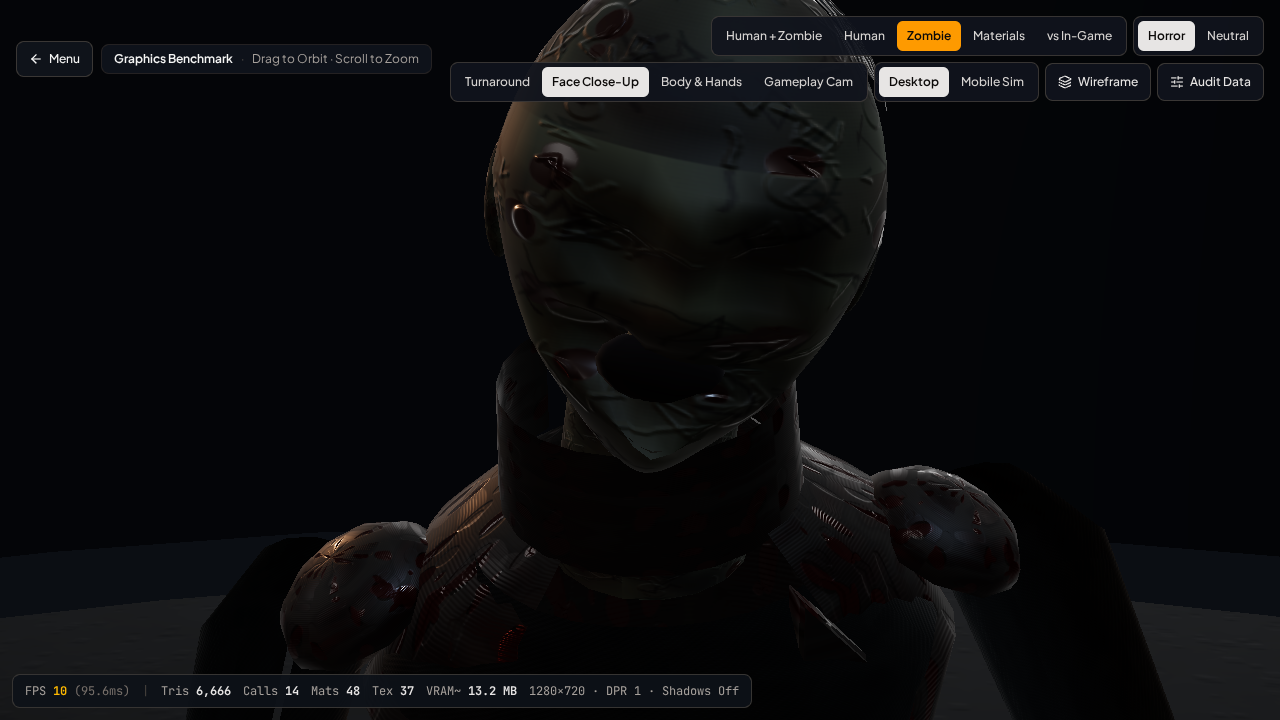 Human + Zombie Human Zombie Materials vs In-Game Horror Neutral
Menu Graphics Benchmark · Drag to Orbit · Scroll to Zoom
Turnaround Face Close-Up Body & Hands Gameplay Cam Desktop Mobile Sim Wireframe Audit Data
FPS 10 (95.6ms) | Tris 6,666 Calls 14 Mats 48 Tex 37 VRAM~ 13.2 MB 1280×720 · DPR 1 · Shadows Off